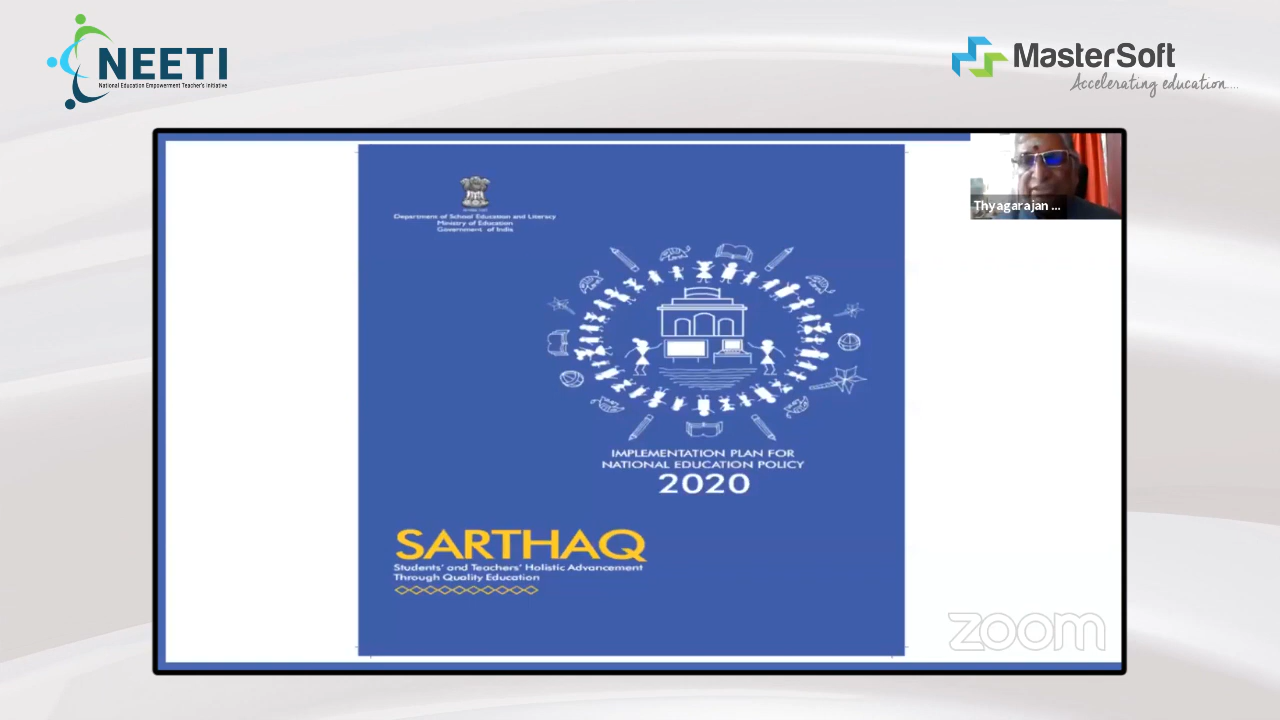 NEETI
National Education Empowerment Teacher's Initiative
MasterSoft
Accelerating education....
Thyagarajan ...
Department of School Education and Literacy
Ministry of Education
Government of India
IMPLEMENTATION PLAN FOR
NATIONAL EDUCATION POLICY
2020
SARTHAQ
Students' and Teachers' Holistic Advancement
Through Quality Education
zoom